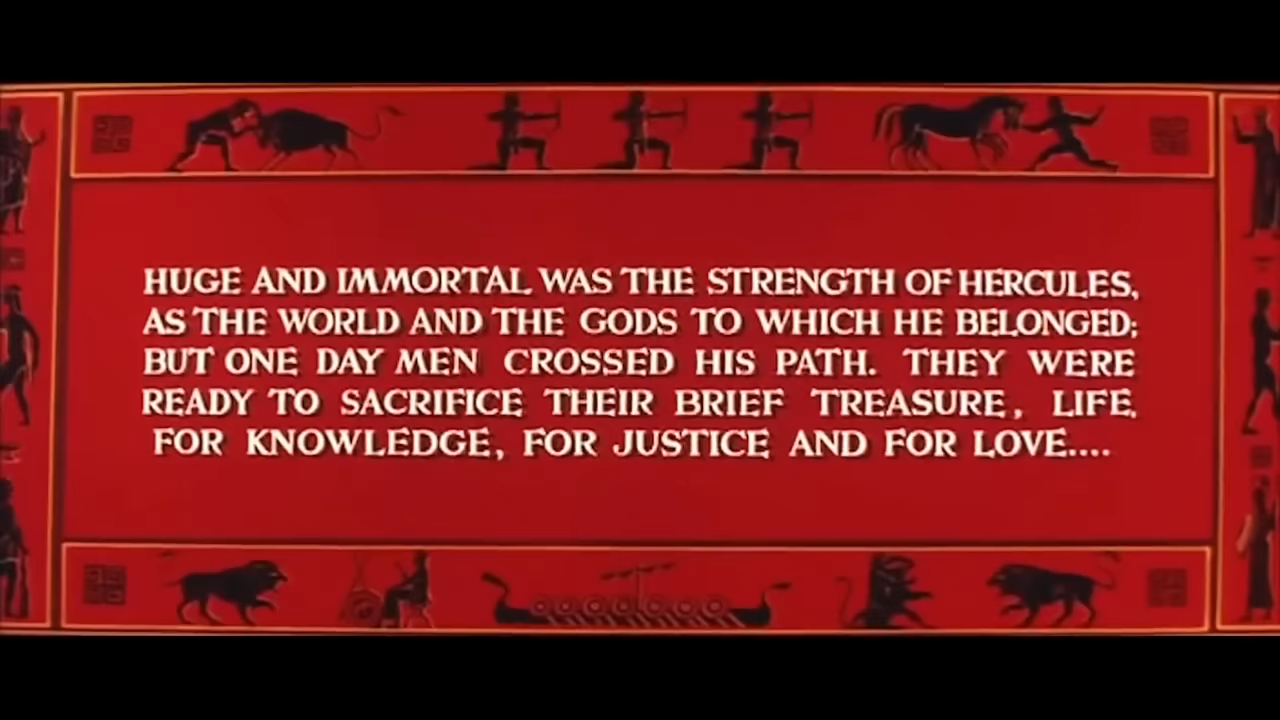 HUGE AND IMMORTAL WAS THE STRENGTH OF HERCULES,
AS THE WORLD AND THE GODS TO WHICH HE BELONGED;
BUT ONE DAY MEN CROSSED HIS PATH. THEY WERE
READY TO SACRIFICE THEIR BRIEF TREASURE, LIFE,
FOR KNOWLEDGE, FOR JUSTICE AND FOR LOVE....